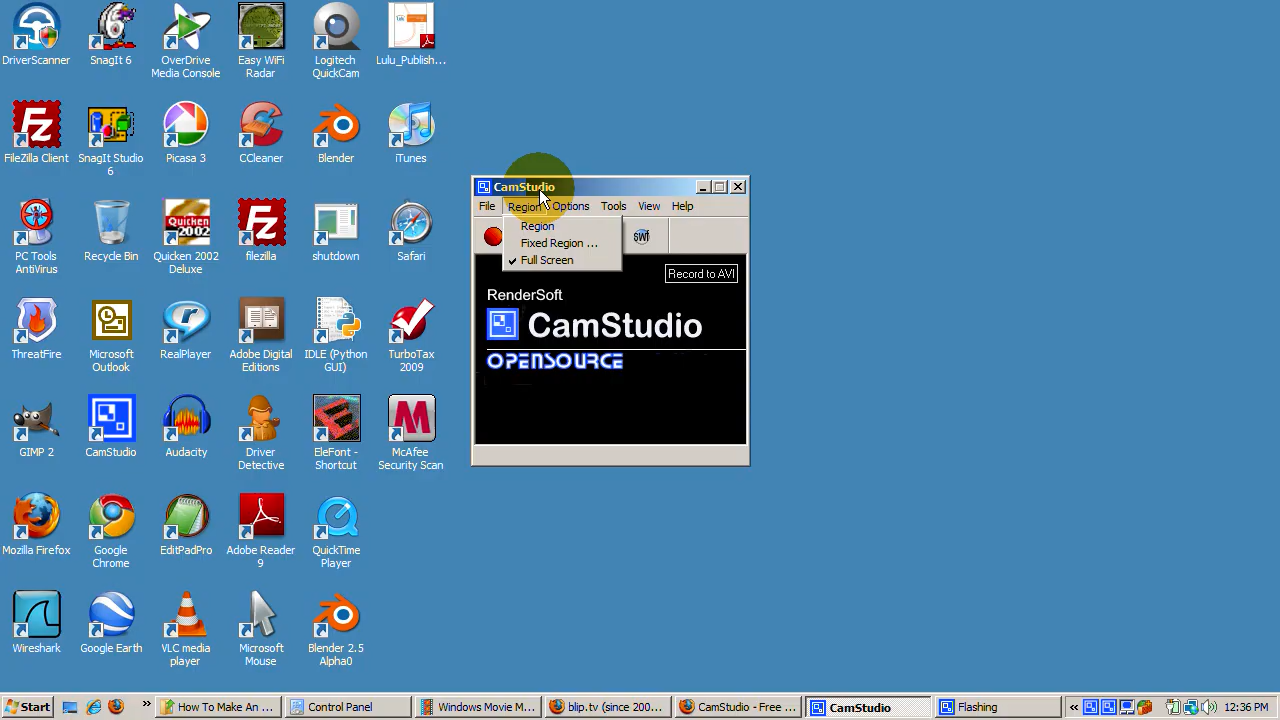 DriverScanner
SnagIt 6
OverDrive
Media Console
Easy WiFi
Radar
Logitech
QuickCam
Lulu_Publish...
FileZilla Client
SnagIt Studio
6
Picasa 3
CCleaner
Blender
iTunes
PC Tools
AntiVirus
Recycle Bin
Quicken 2002
Deluxe
filezilla
shutdown
Safari
ThreatFire
Microsoft
Outlook
RealPlayer
Adobe Digital
Editions
IDLE (Python
GUI)
TurboTax
2009
GIMP 2
CamStudio
Audacity
Driver
Detective
EleFont -
Shortcut
McAfee
Security Scan
Mozilla Firefox
Google
Chrome
EditPadPro
Adobe Reader
9
QuickTime
Player
Wireshark
Google Earth
VLC media
player
Microsoft
Mouse
Blender 2.5
Alpha0
CamStudio
File Region Options Tools View Help
Region
Fixed Region ...
Full Screen
swf
Record to AVI
RenderSoft
CamStudio
OPENSOURCE
Start
How To Make An ...
Control Panel
Windows Movie M...
blip.tv (since 200...
CamStudio - Free ...
CamStudio
Flashing
12:36 PM